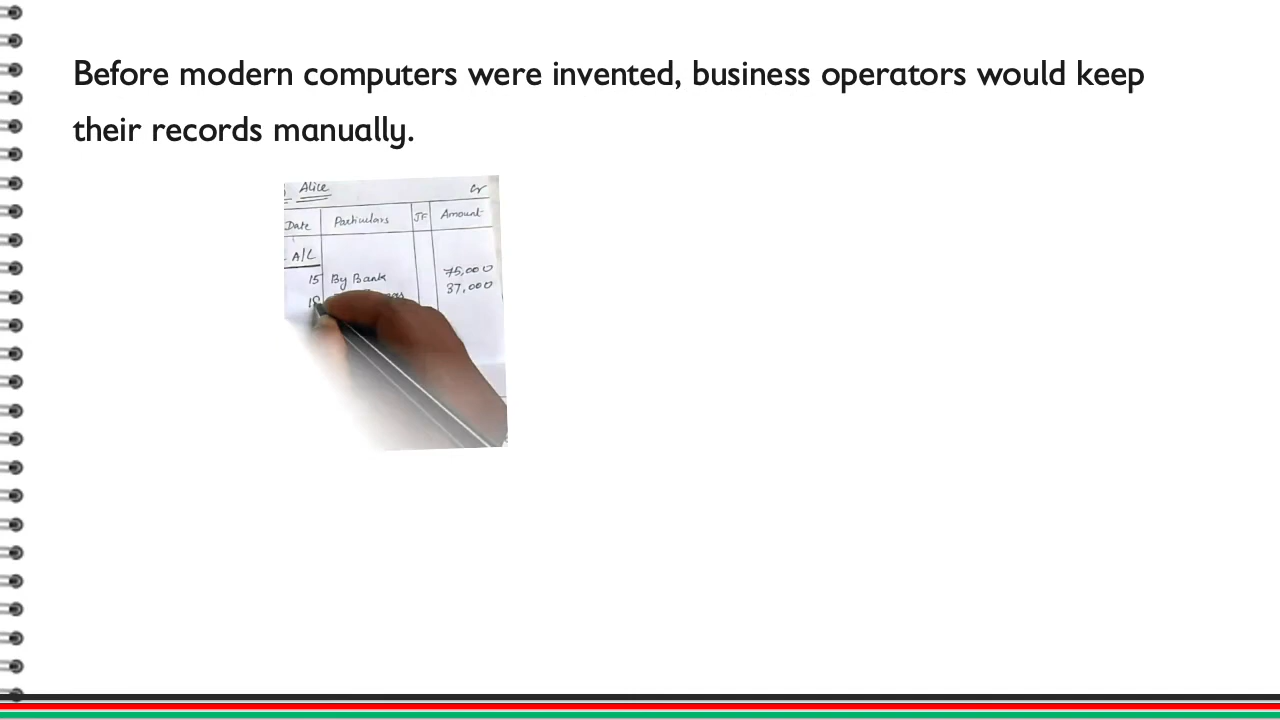 Before modern computers were invented, business operators would keep
their records manually.
Alice Cr
Date Particulars JF Amount
A/C
15 By Bank 75,000
18 37,000